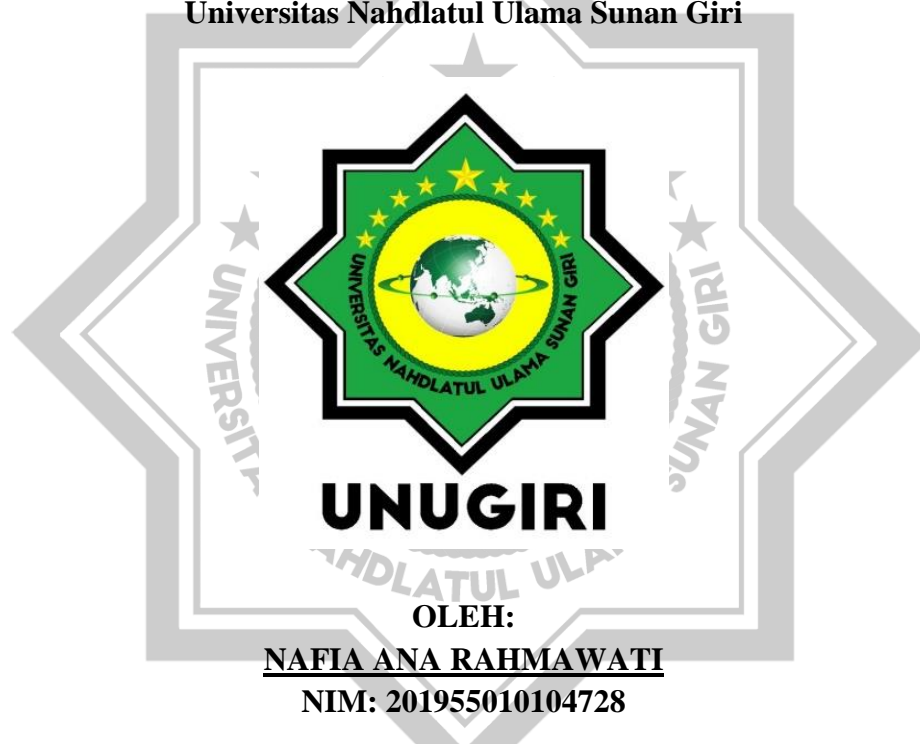 Universitas Nahdlatul Ulama Sunan Giri
UNIVERSITAS NAHDLATUL ULAMA SUNAN GIRI
UNUGIRI
OLEH:
NAFIA ANA RAHMAWATI
NIM: 201955010104728